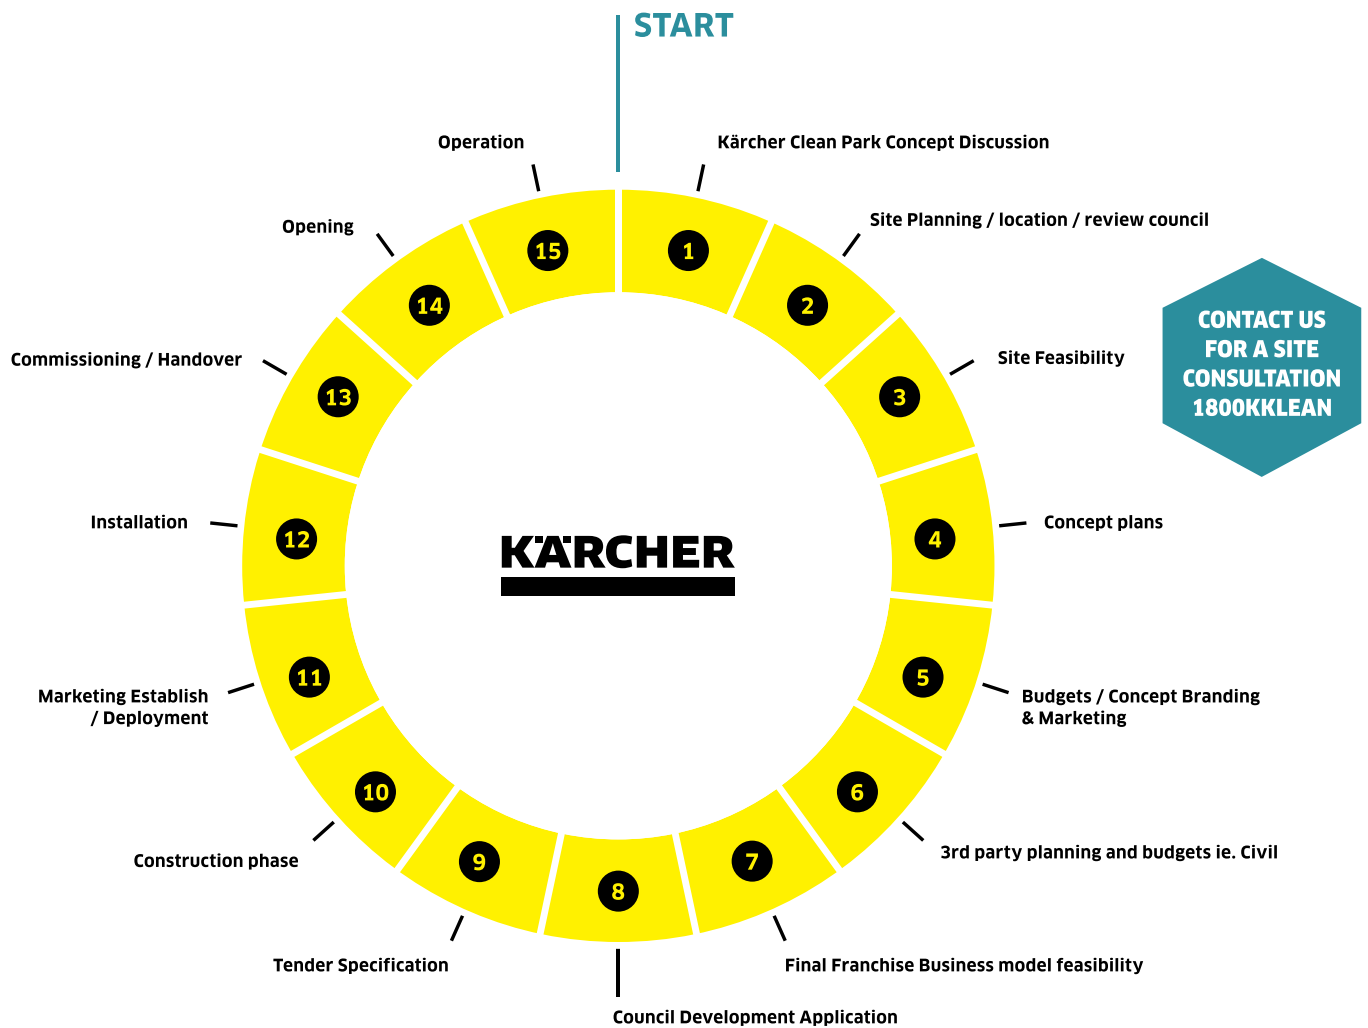 START
1
Kärcher Clean Park Concept Discussion
2
Site Planning / location / review council
3
Site Feasibility
4
Concept plans
5
Budgets / Concept Branding
& Marketing
6
3rd party planning and budgets ie. Civil
7
Final Franchise Business model feasibility
8
Council Development Application
9
Tender Specification
10
Construction phase
11
Marketing Establish
/ Deployment
12
Installation
13
Commissioning / Handover
14
Opening
15
Operation
KÄRCHER
CONTACT US
FOR A SITE
CONSULTATION
1800KKLEAN